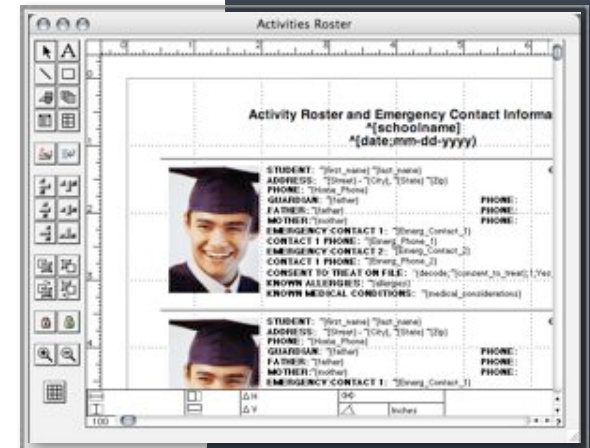 Activities Roster
Activity Roster and Emergency Contact Informa
^[schoolname]
^[date;mm-dd-yyyy)
STUDENT: ^(first_name) ^(last_name)
ADDRESS: ^(Street) - ^(City), ^(State) ^(Zip)
PHONE: ^(Home_Phone)
GUARDIAN: ^(father) PHONE:
FATHER: ^(father) PHONE:
MOTHER: ^(mother) PHONE:
EMERGENCY CONTACT 1: ^(Emerg_Contact_1)
CONTACT 1 PHONE: ^(Emerg_Phone_1)
EMERGENCY CONTACT 2: ^(Emerg_Contact_2)
CONTACT 1 PHONE: ^(Emerg_Phone_2)
CONSENT TO TREAT ON FILE: ^(decode;^(consent_to_treat);1;Yes
KNOWN ALLERGIES: ^(allergies)
KNOWN MEDICAL CONDITIONS: ^(medical_considerations)
STUDENT: ^(first_name) ^(last_name)
ADDRESS: ^(Street) - ^(City), ^(State) ^(Zip)
PHONE: ^(Home_Phone)
GUARDIAN: ^(father) PHONE:
FATHER: ^(father) PHONE:
MOTHER: ^(mother) PHONE:
EMERGENCY CONTACT 1: ^(Emerg_Contact_1)
Δ H
Δ V
Inches
100